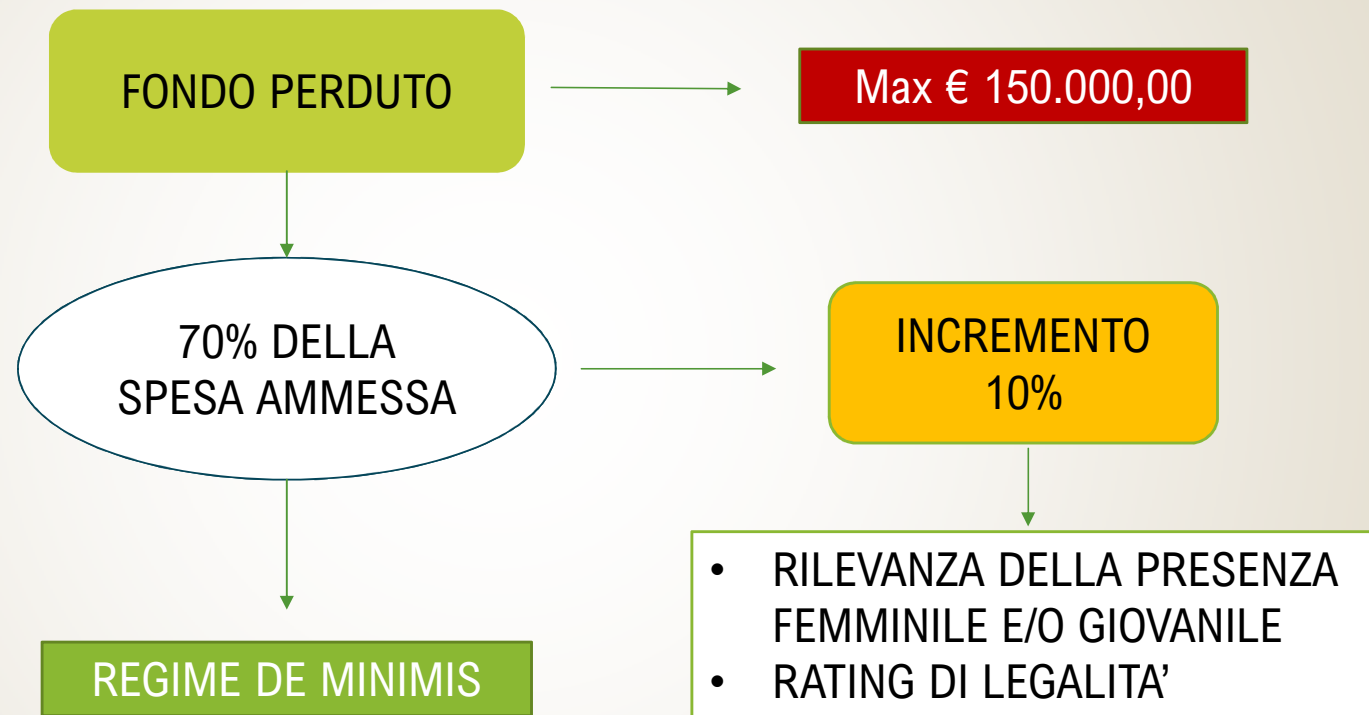 FONDO PERDUTO
Max € 150.000,00
70% DELLA
SPESA AMMESSA
INCREMENTO
10%
REGIME DE MINIMIS
• RILEVANZA DELLA PRESENZA
FEMMINILE E/O GIOVANILE
• RATING DI LEGALITA’